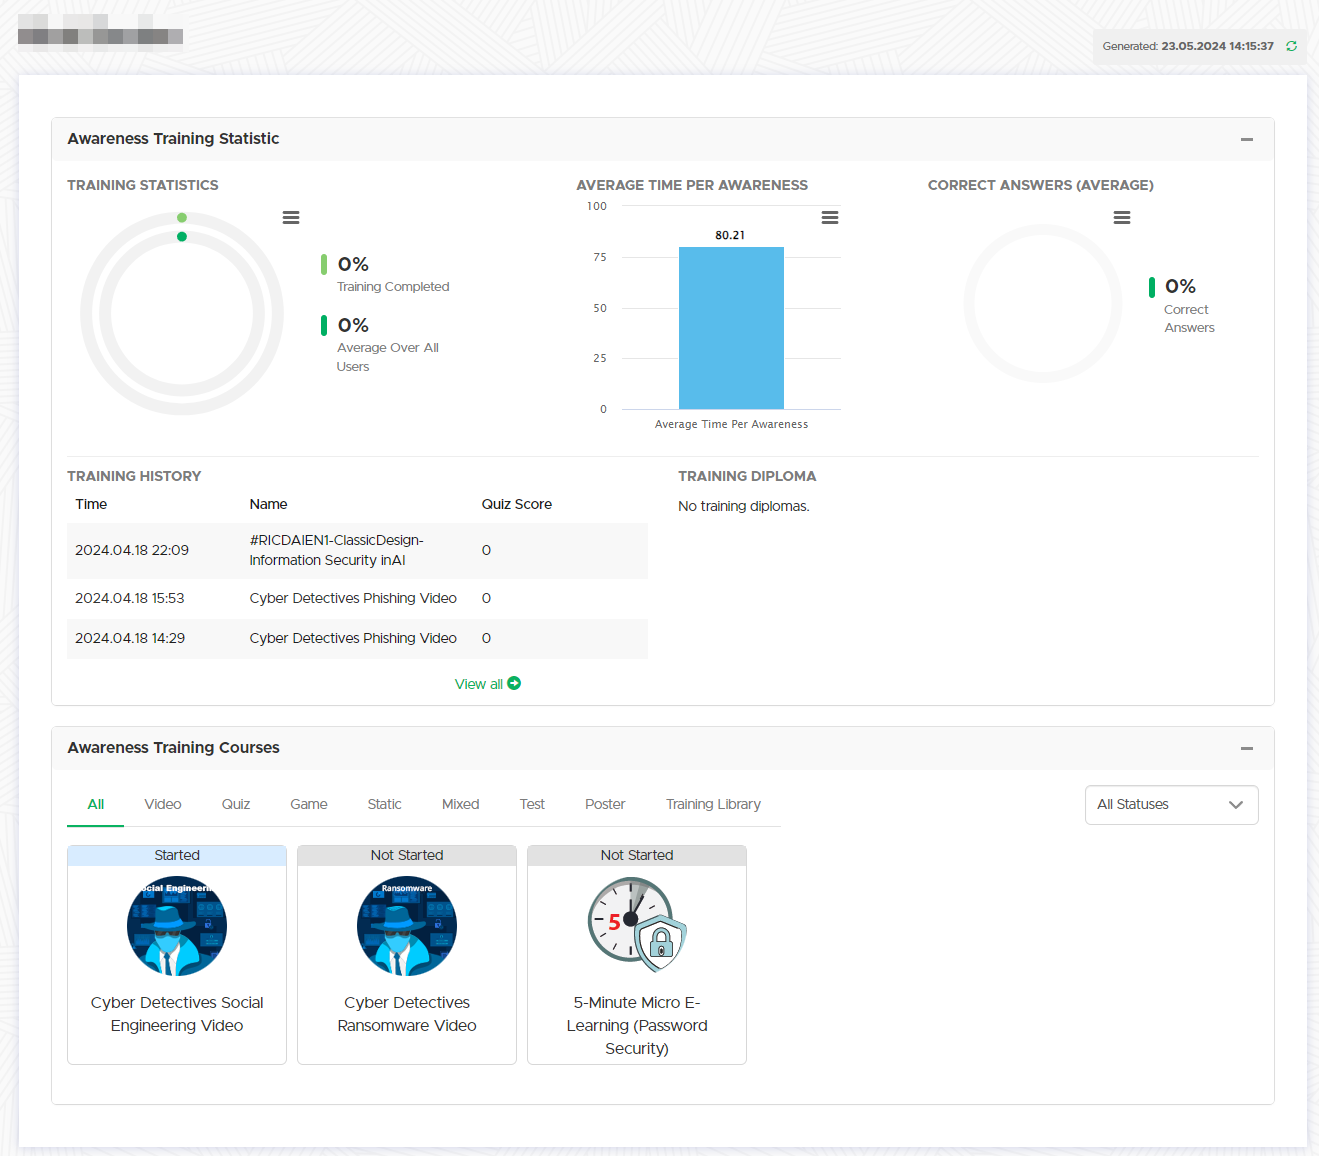 Generated: 23.05.2024 14:15:37
Awareness Training Statistic
TRAINING STATISTICS
0%
Training Completed
0%
Average Over All
Users
AVERAGE TIME PER AWARENESS
100
80.21
75
50
25
0
Average Time Per Awareness
CORRECT ANSWERS (AVERAGE)
0%
Correct
Answers
TRAINING HISTORY
Time Name Quiz Score
2024.04.18 22:09 #RICDAIEN1-ClassicDesign-
Information Security inAI 0
2024.04.18 15:53 Cyber Detectives Phishing Video 0
2024.04.18 14:29 Cyber Detectives Phishing Video 0
View all
TRAINING DIPLOMA
No training diplomas.
Awareness Training Courses
All Video Quiz Game Static Mixed Test Poster Training Library
All Statuses
Started
ocial Engineerin
Cyber Detectives Social
Engineering Video
Not Started
Ransomware
Cyber Detectives
Ransomware Video
Not Started
5
5-Minute Micro E-
Learning (Password
Security)